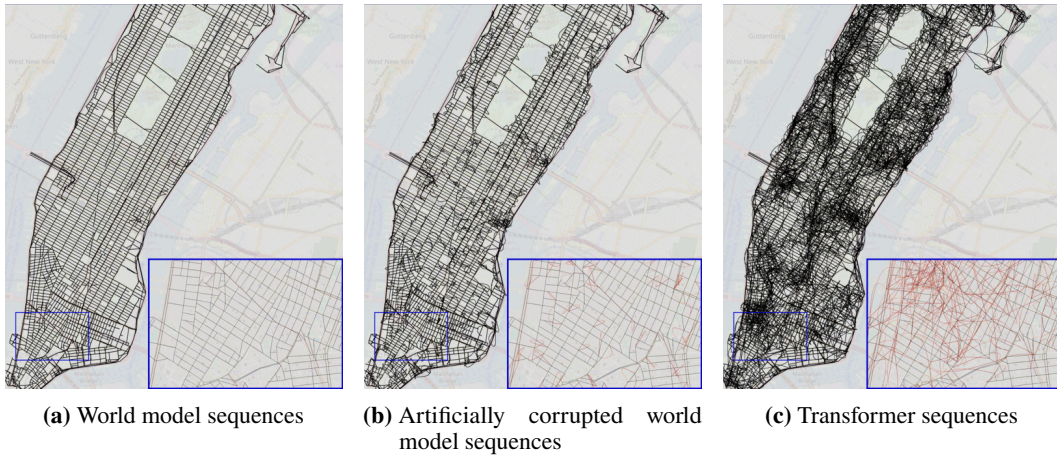 Guttenberg
West New York
Guttenberg
West New York
Guttenberg
West New York
(a) World model sequences
(b) Artificially corrupted world
model sequences
(c) Transformer sequences